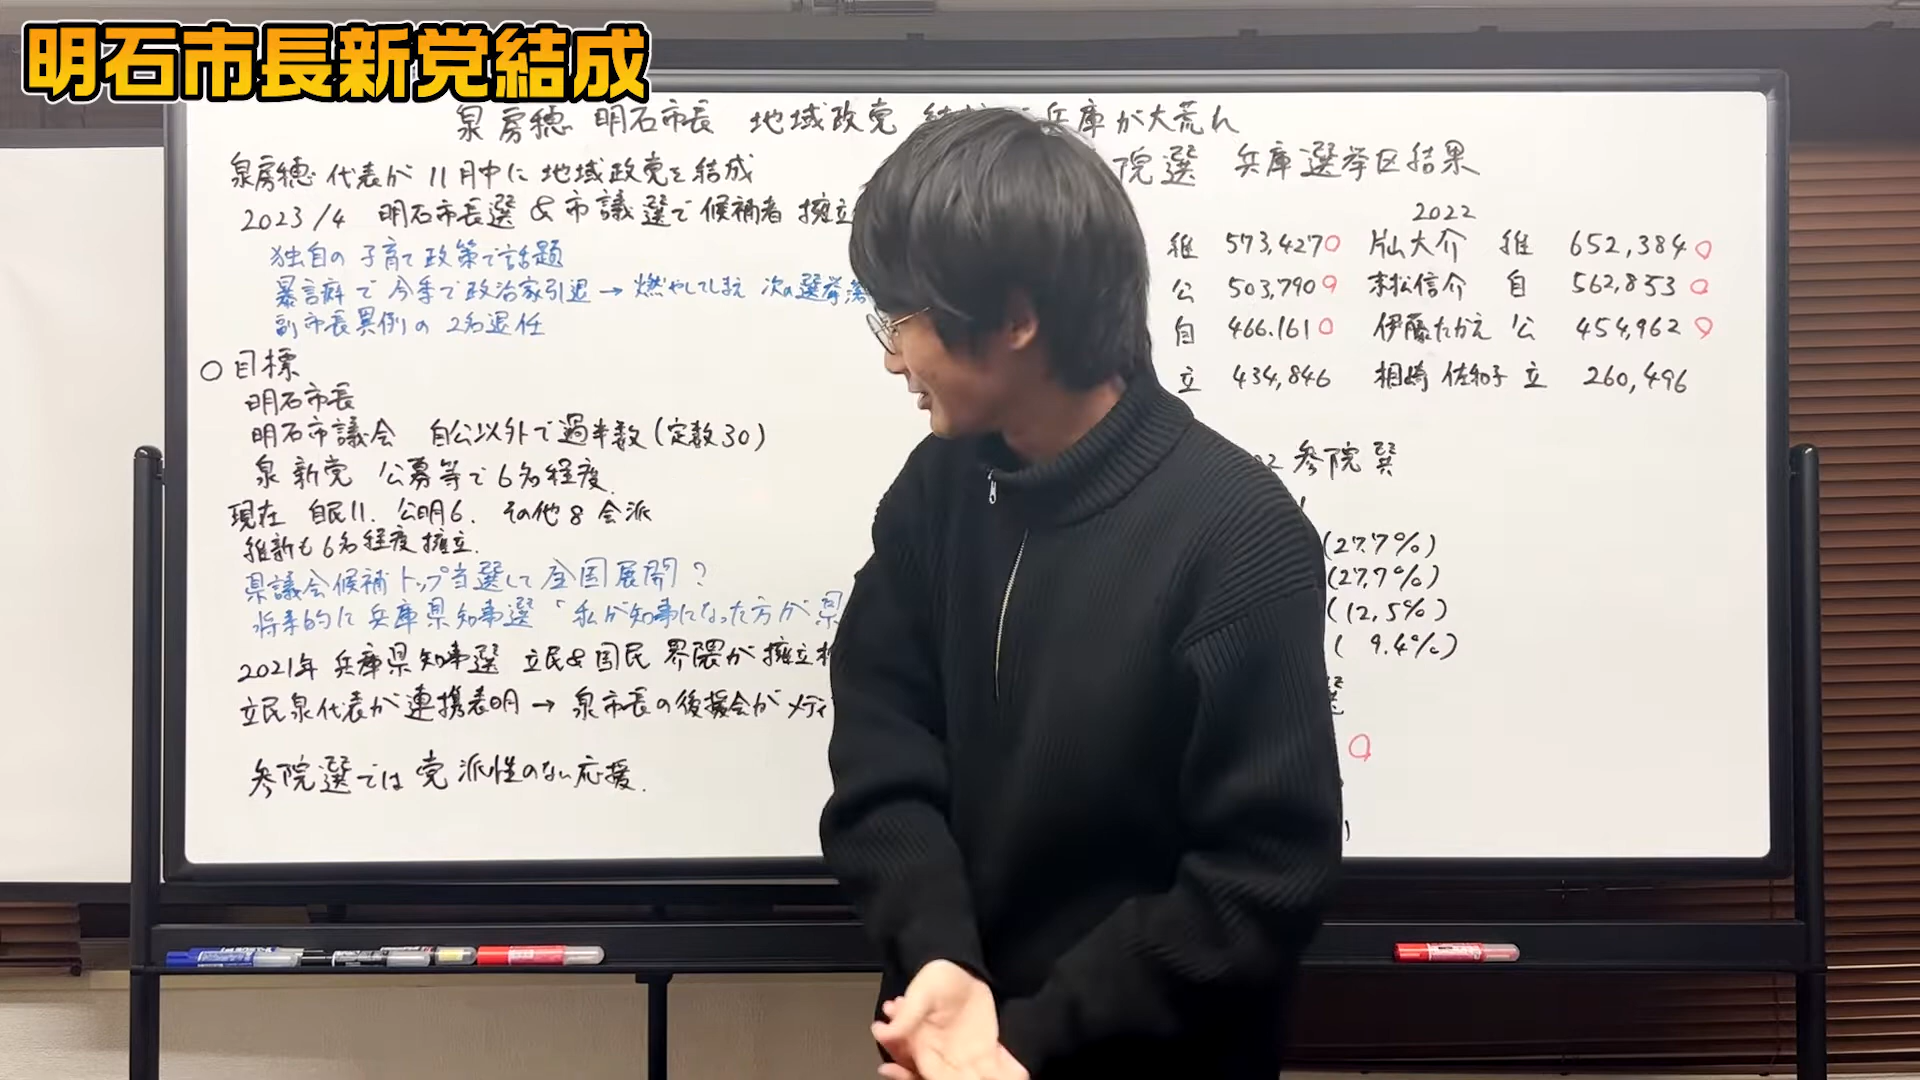 明石市長新党結成
泉房穂 明石市長 地域政党 兵庫が大荒れ
泉房穂代表が 11月中に 地域政党を結成
2023/4 明石市長選 & 市議選で候補者 擁立
独自の子育て政策で話題
暴言癖で今季で政治家引退 → 燃やしてしまえ 次の選挙落
副市長異例の2名退任
○ 目標
明石市長
明石市議会 自公以外で過半数(定数30)
泉新党 公募等で6名程度.
現在 自民11. 公明6. その他8会派
維新も6名程度擁立.
県議会候補トップ当選して全国展開?
将来的に兵庫県知事選「私が知事になった方が県
2021年 兵庫県知事選 立民&国民 界隈が擁立
立民泉代表が連携表明 → 泉市長の後援会がメディ
参院選では党派性のない応援.
院選 兵庫選挙区結果
2022
維 573,427○ 片山大介 維 652,384○
公 503,790○ 末松信介 自 562,853○
自 466.161○ 伊藤たかえ 公 454,962○
立 434,846 相崎佐和子 立 260,496
参院選
(27.7%)
(27.7%)
(12.5%)
(9.4%)